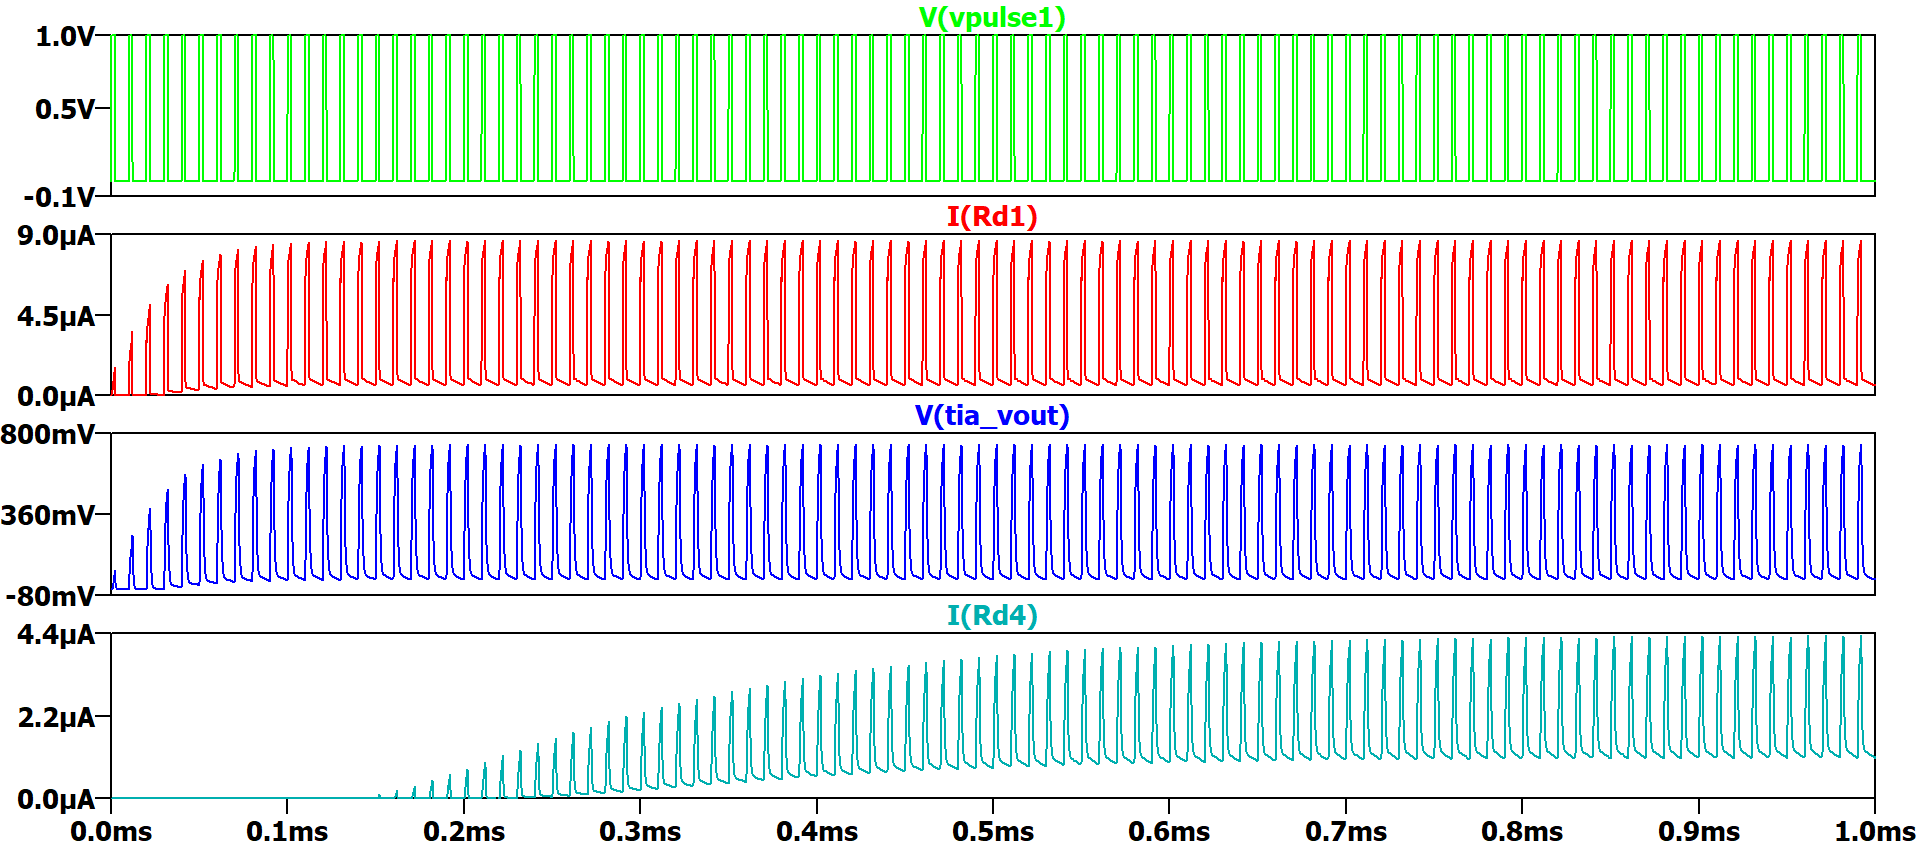 V(vpulse1)
1.0V
0.5V
-0.1V
I(Rd1)
9.0µA
4.5µA
0.0µA
V(tia_vout)
800mV
360mV
-80mV
I(Rd4)
4.4µA
2.2µA
0.0µA
0.0ms 0.1ms 0.2ms 0.3ms 0.4ms 0.5ms 0.6ms 0.7ms 0.8ms 0.9ms 1.0ms